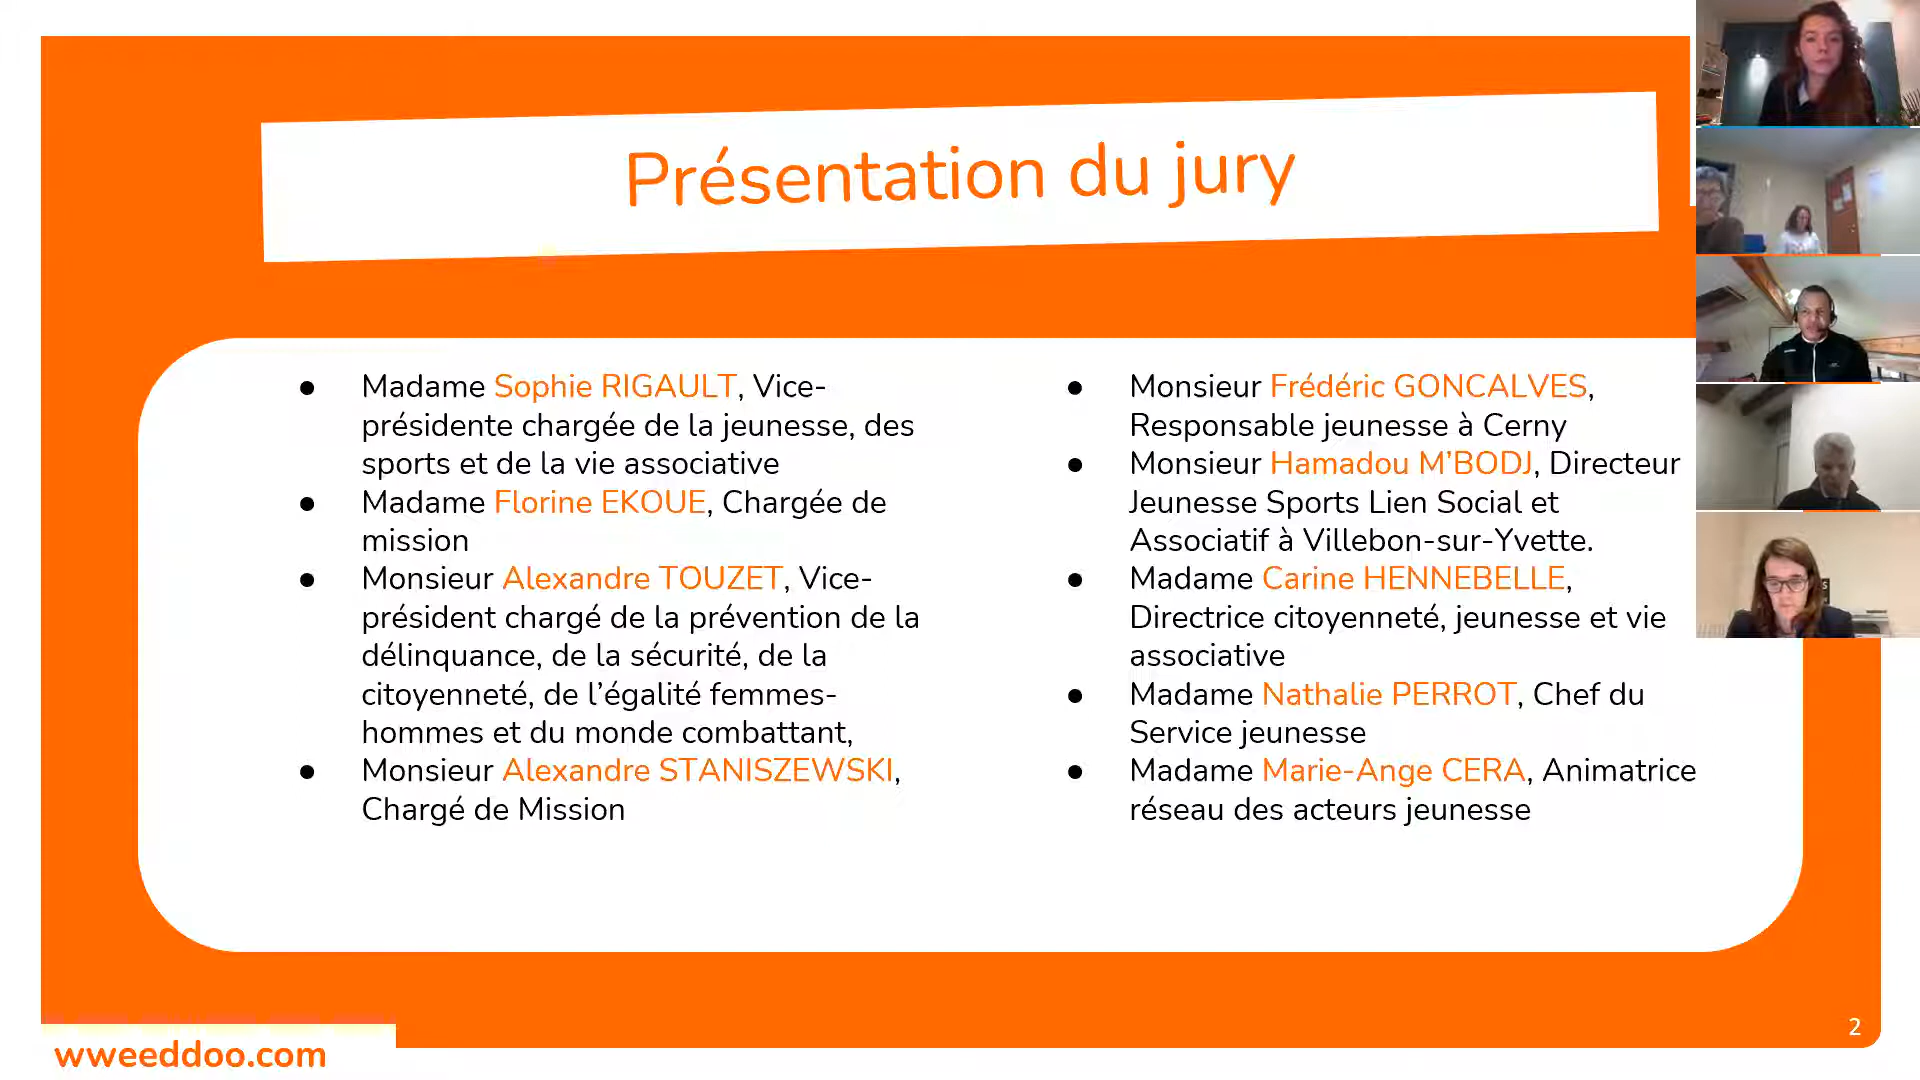 Présentation du jury
● Madame Sophie RIGAULT, Vice-
présidente chargée de la jeunesse, des
sports et de la vie associative
● Madame Florine EKOUE, Chargée de
mission
● Monsieur Alexandre TOUZET, Vice-
président chargé de la prévention de la
délinquance, de la sécurité, de la
citoyenneté, de l’égalité femmes-
hommes et du monde combattant,
● Monsieur Alexandre STANISZEWSKI,
Chargé de Mission
● Monsieur Frédéric GONCALVES,
Responsable jeunesse à Cerny
● Monsieur Hamadou M’BODJ, Directeur
Jeunesse Sports Lien Social et
Associatif à Villebon-sur-Yvette.
● Madame Carine HENNEBELLE,
Directrice citoyenneté, jeunesse et vie
associative
● Madame Nathalie PERROT, Chef du
Service jeunesse
● Madame Marie-Ange CERA, Animatrice
réseau des acteurs jeunesse
2
wweeddoo.com